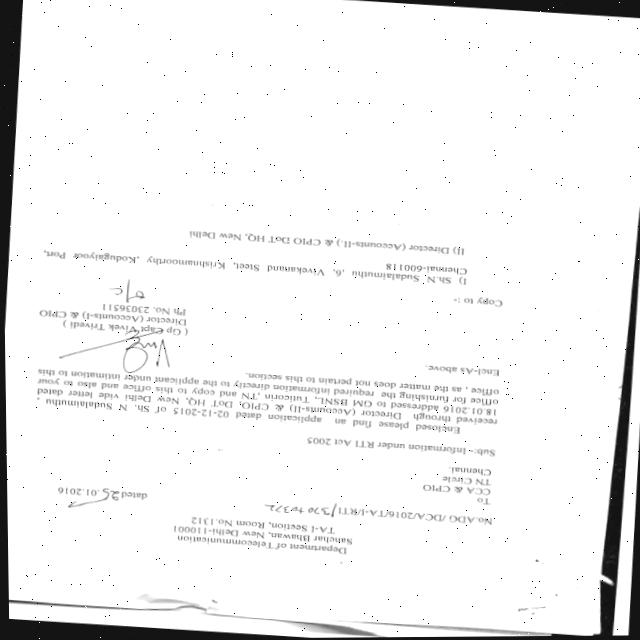 Department of Telecommunication
Sahchar Bhawan, New Delhi-110001
TA-I Section, Room No.1312
No.ADG /DCA/2016/TA-I/RTI/370 to 372
dated 25.01.2016
To
CCA & CPIO
TN Circle
Chennai.
Sub:- Information under RTI Act 2005
Enclosed please find an application dated 02-12-2015 of Sh. N Sudalaimuthu ,
received through Director (Accounts-II) & CPIO, DoT HQ, New Delhi vide letter dated
18.01.2016 addressed to GM BSNL, Tuticorin ,TN and copy to this office and also to your
office for furnishing the required information directly to the applicant under intimation to this
office , as the matter does not pertain to this section.
Encl-As above.
( Gp Capt Vivek Trivedi )
Director (Accounts-I) & CPIO
Ph No. 23036511
o/c
Copy to :-
I) Sh.N. Sudalaimuthu ,6, Vivekanand Steet, Krishnamoorthy ,Kodugaiyoor Port,
Chennai-600118
II) Director (Accounts-II ) & CPIO DoT HQ, New Delhi